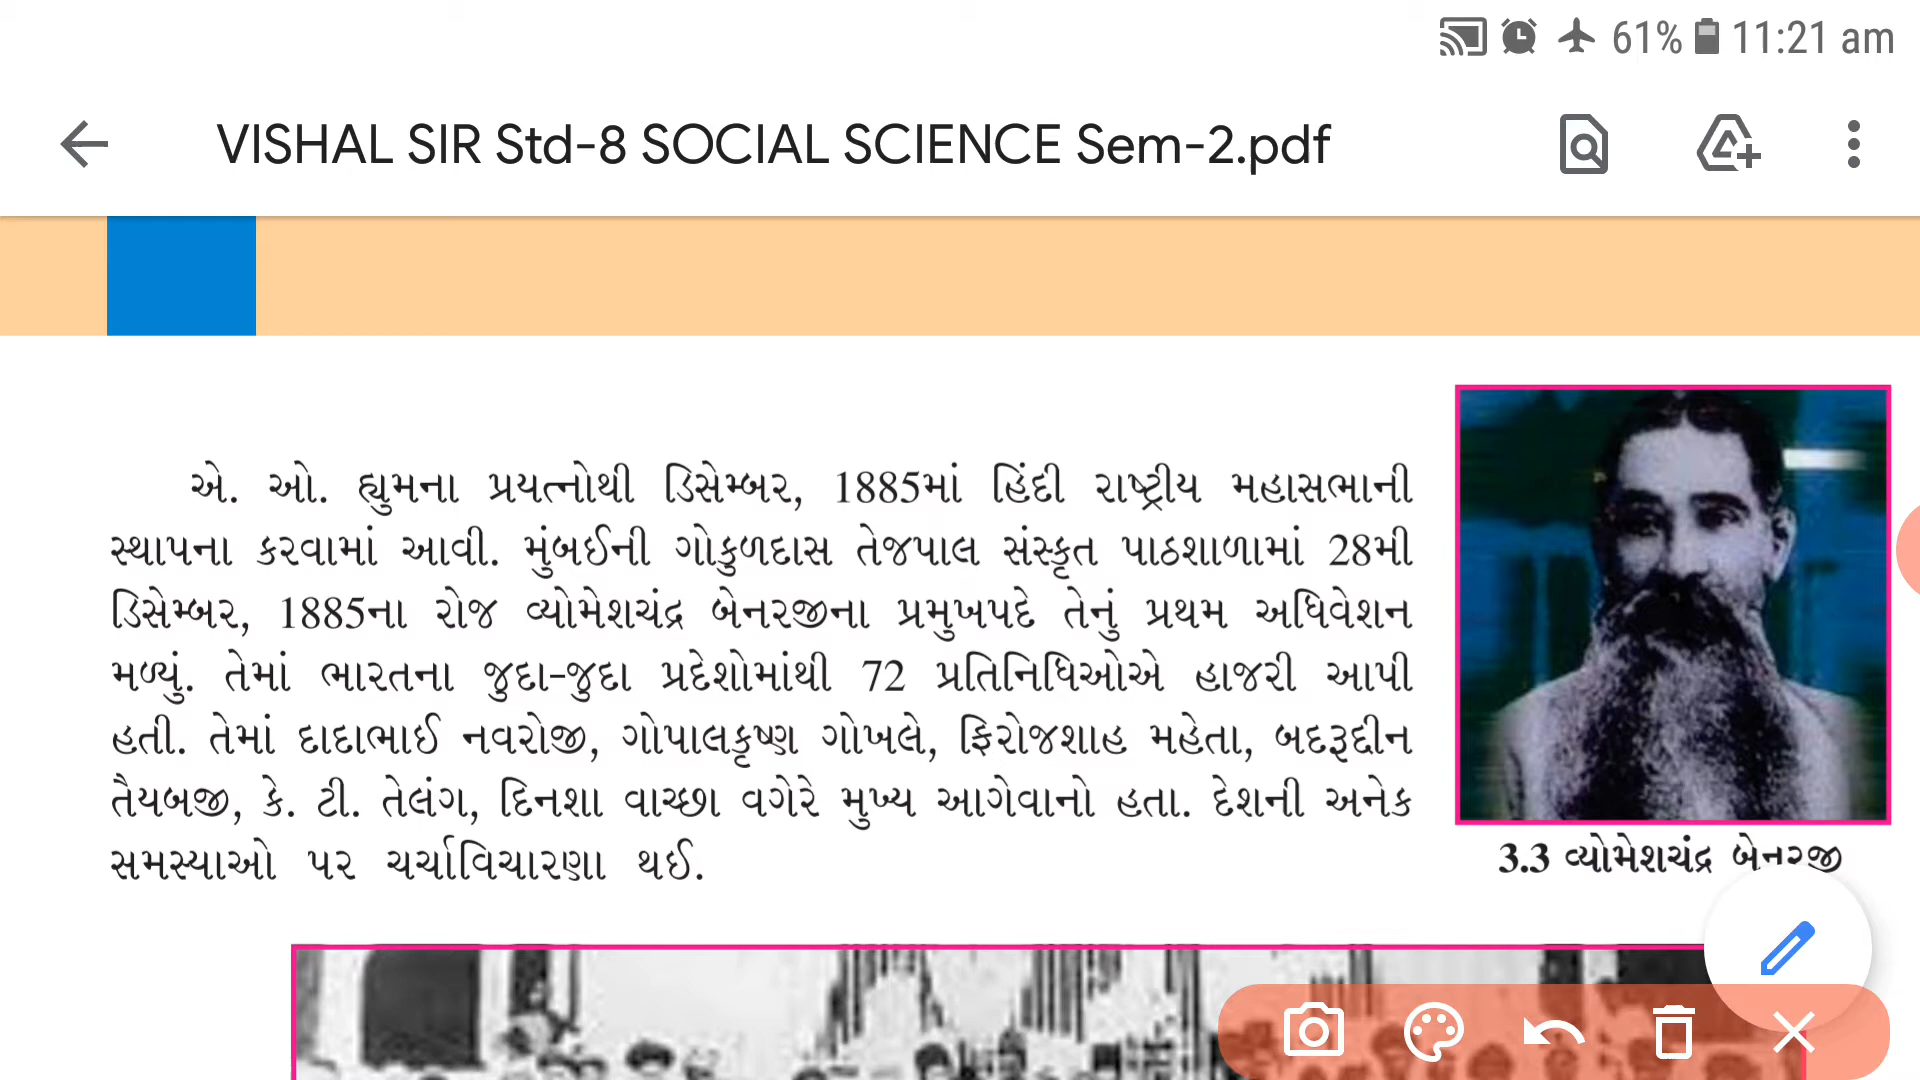 61% 11:21 am
VISHAL SIR Std-8 SOCIAL SCIENCE Sem-2.pdf
એ. ઓ. હ્યુમના પ્રયત્નોથી ડિસેમ્બર, 1885માં હિંદી રાષ્ટ્રીય મહાસભાની
સ્થાપના કરવામાં આવી. મુંબઈની ગોકુળદાસ તેજપાલ સંસ્કૃત પાઠશાળામાં 28મી
ડિસેમ્બર, 1885ના રોજ વ્યોમેશચંદ્ર બેનરજીના પ્રમુખપદે તેનું પ્રથમ અધિવેશન
મળ્યું. તેમાં ભારતના જુદા-જુદા પ્રદેશોમાંથી 72 પ્રતિનિધિઓએ હાજરી આપી
હતી. તેમાં દાદાભાઈ નવરોજી, ગોપાલકૃષ્ણ ગોખલે, ફિરોજશાહ મહેતા, બદરૂદ્દીન
તૈયબજી, કે. ટી. તેલંગ, દિનશા વાચ્છા વગેરે મુખ્ય આગેવાનો હતા. દેશની અનેક
સમસ્યાઓ પર ચર્ચાવિચારણા થઈ.
3.3 વ્યોમેશચંદ્ર બેનરજી